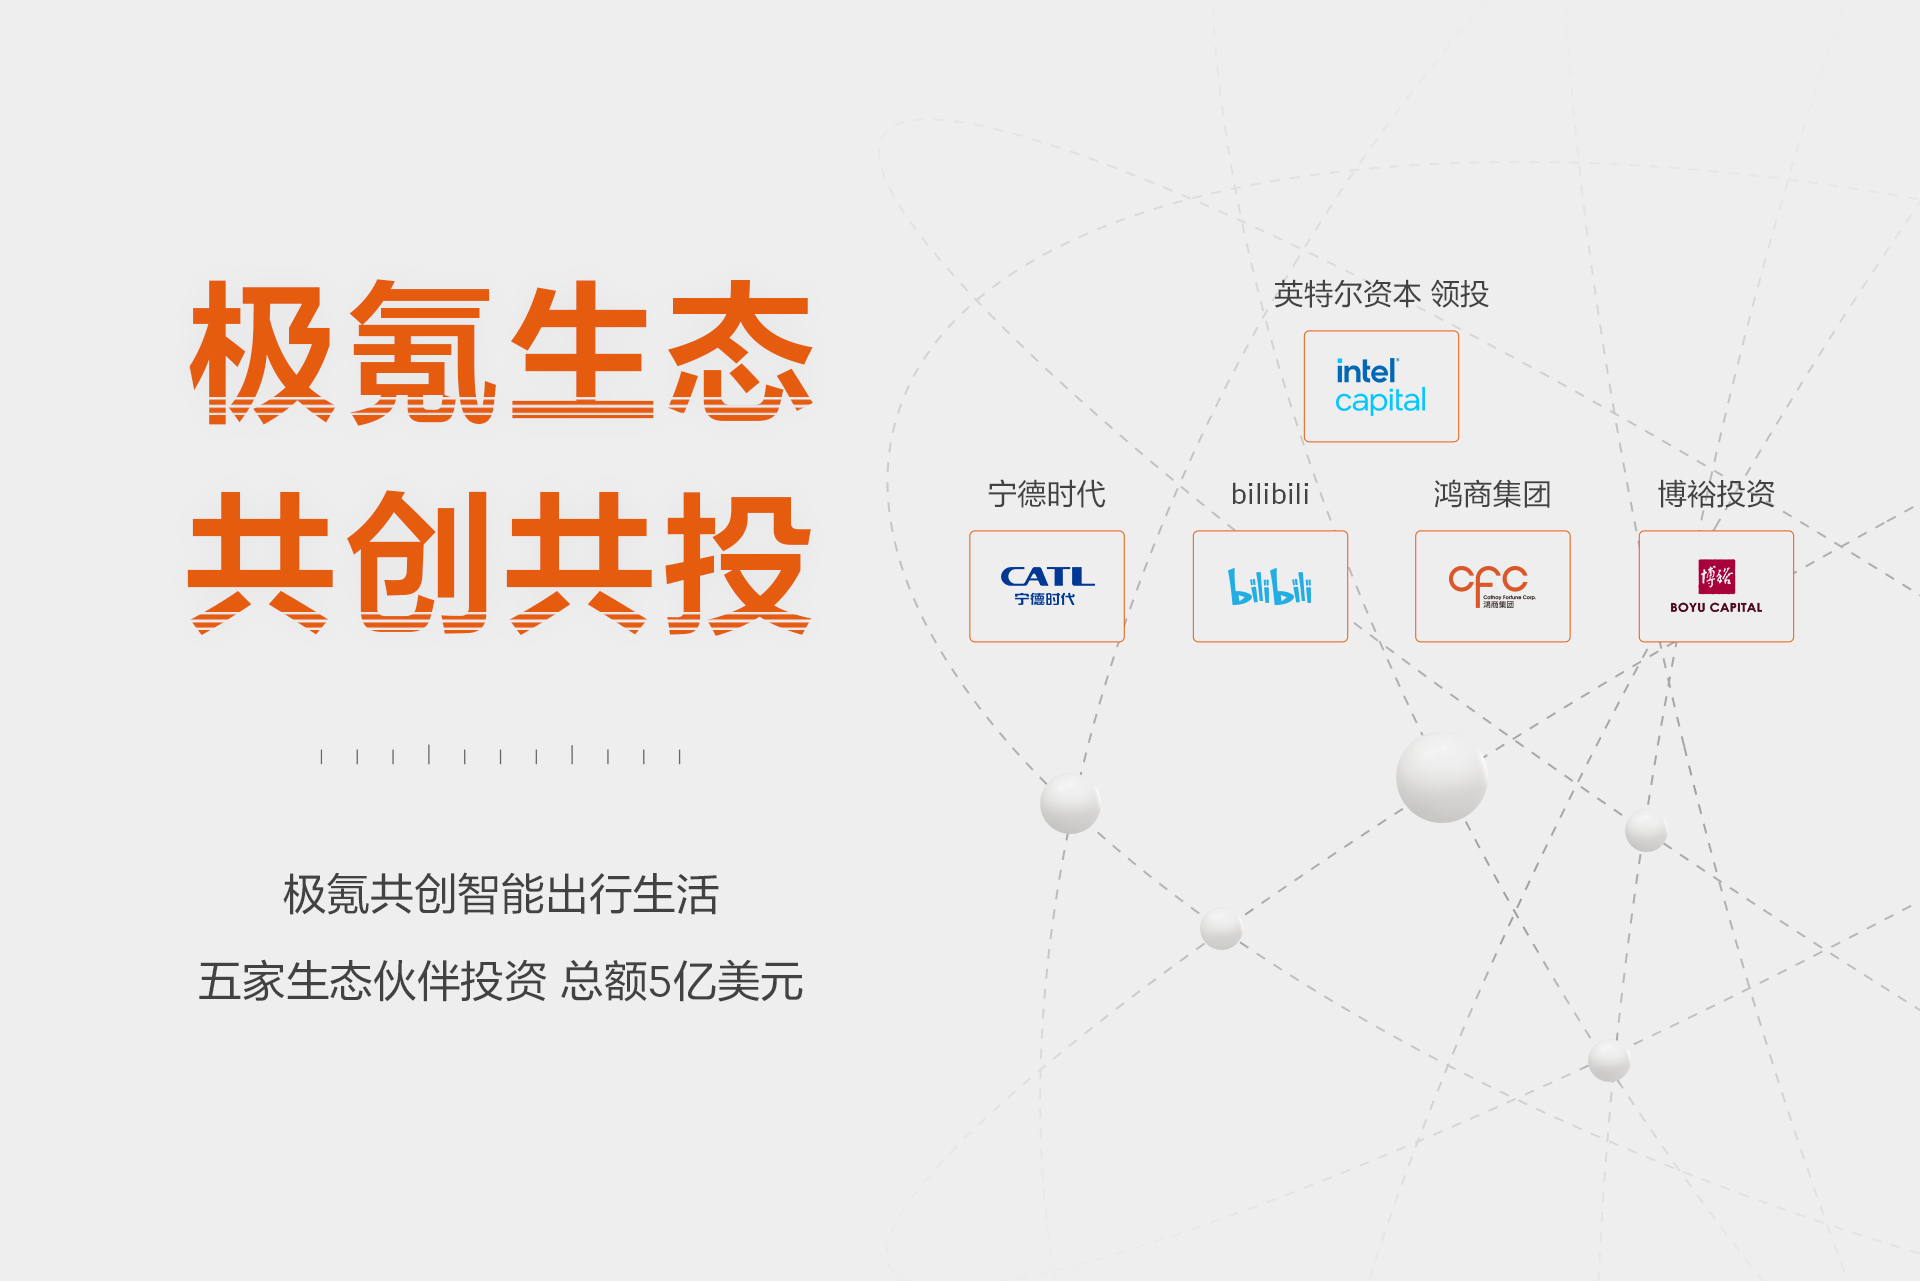 极氪生态
共创共投
极氪共创智能出行生活
五家生态伙伴投资 总额5亿美元
英特尔资本 领投
intel
capital
宁德时代
CATL
宁德时代
bilibili
bilibili
鸿商集团
cfc
Cathay Fortune Corp.
鸿商集团
博裕投资
博裕
BOYU CAPITAL